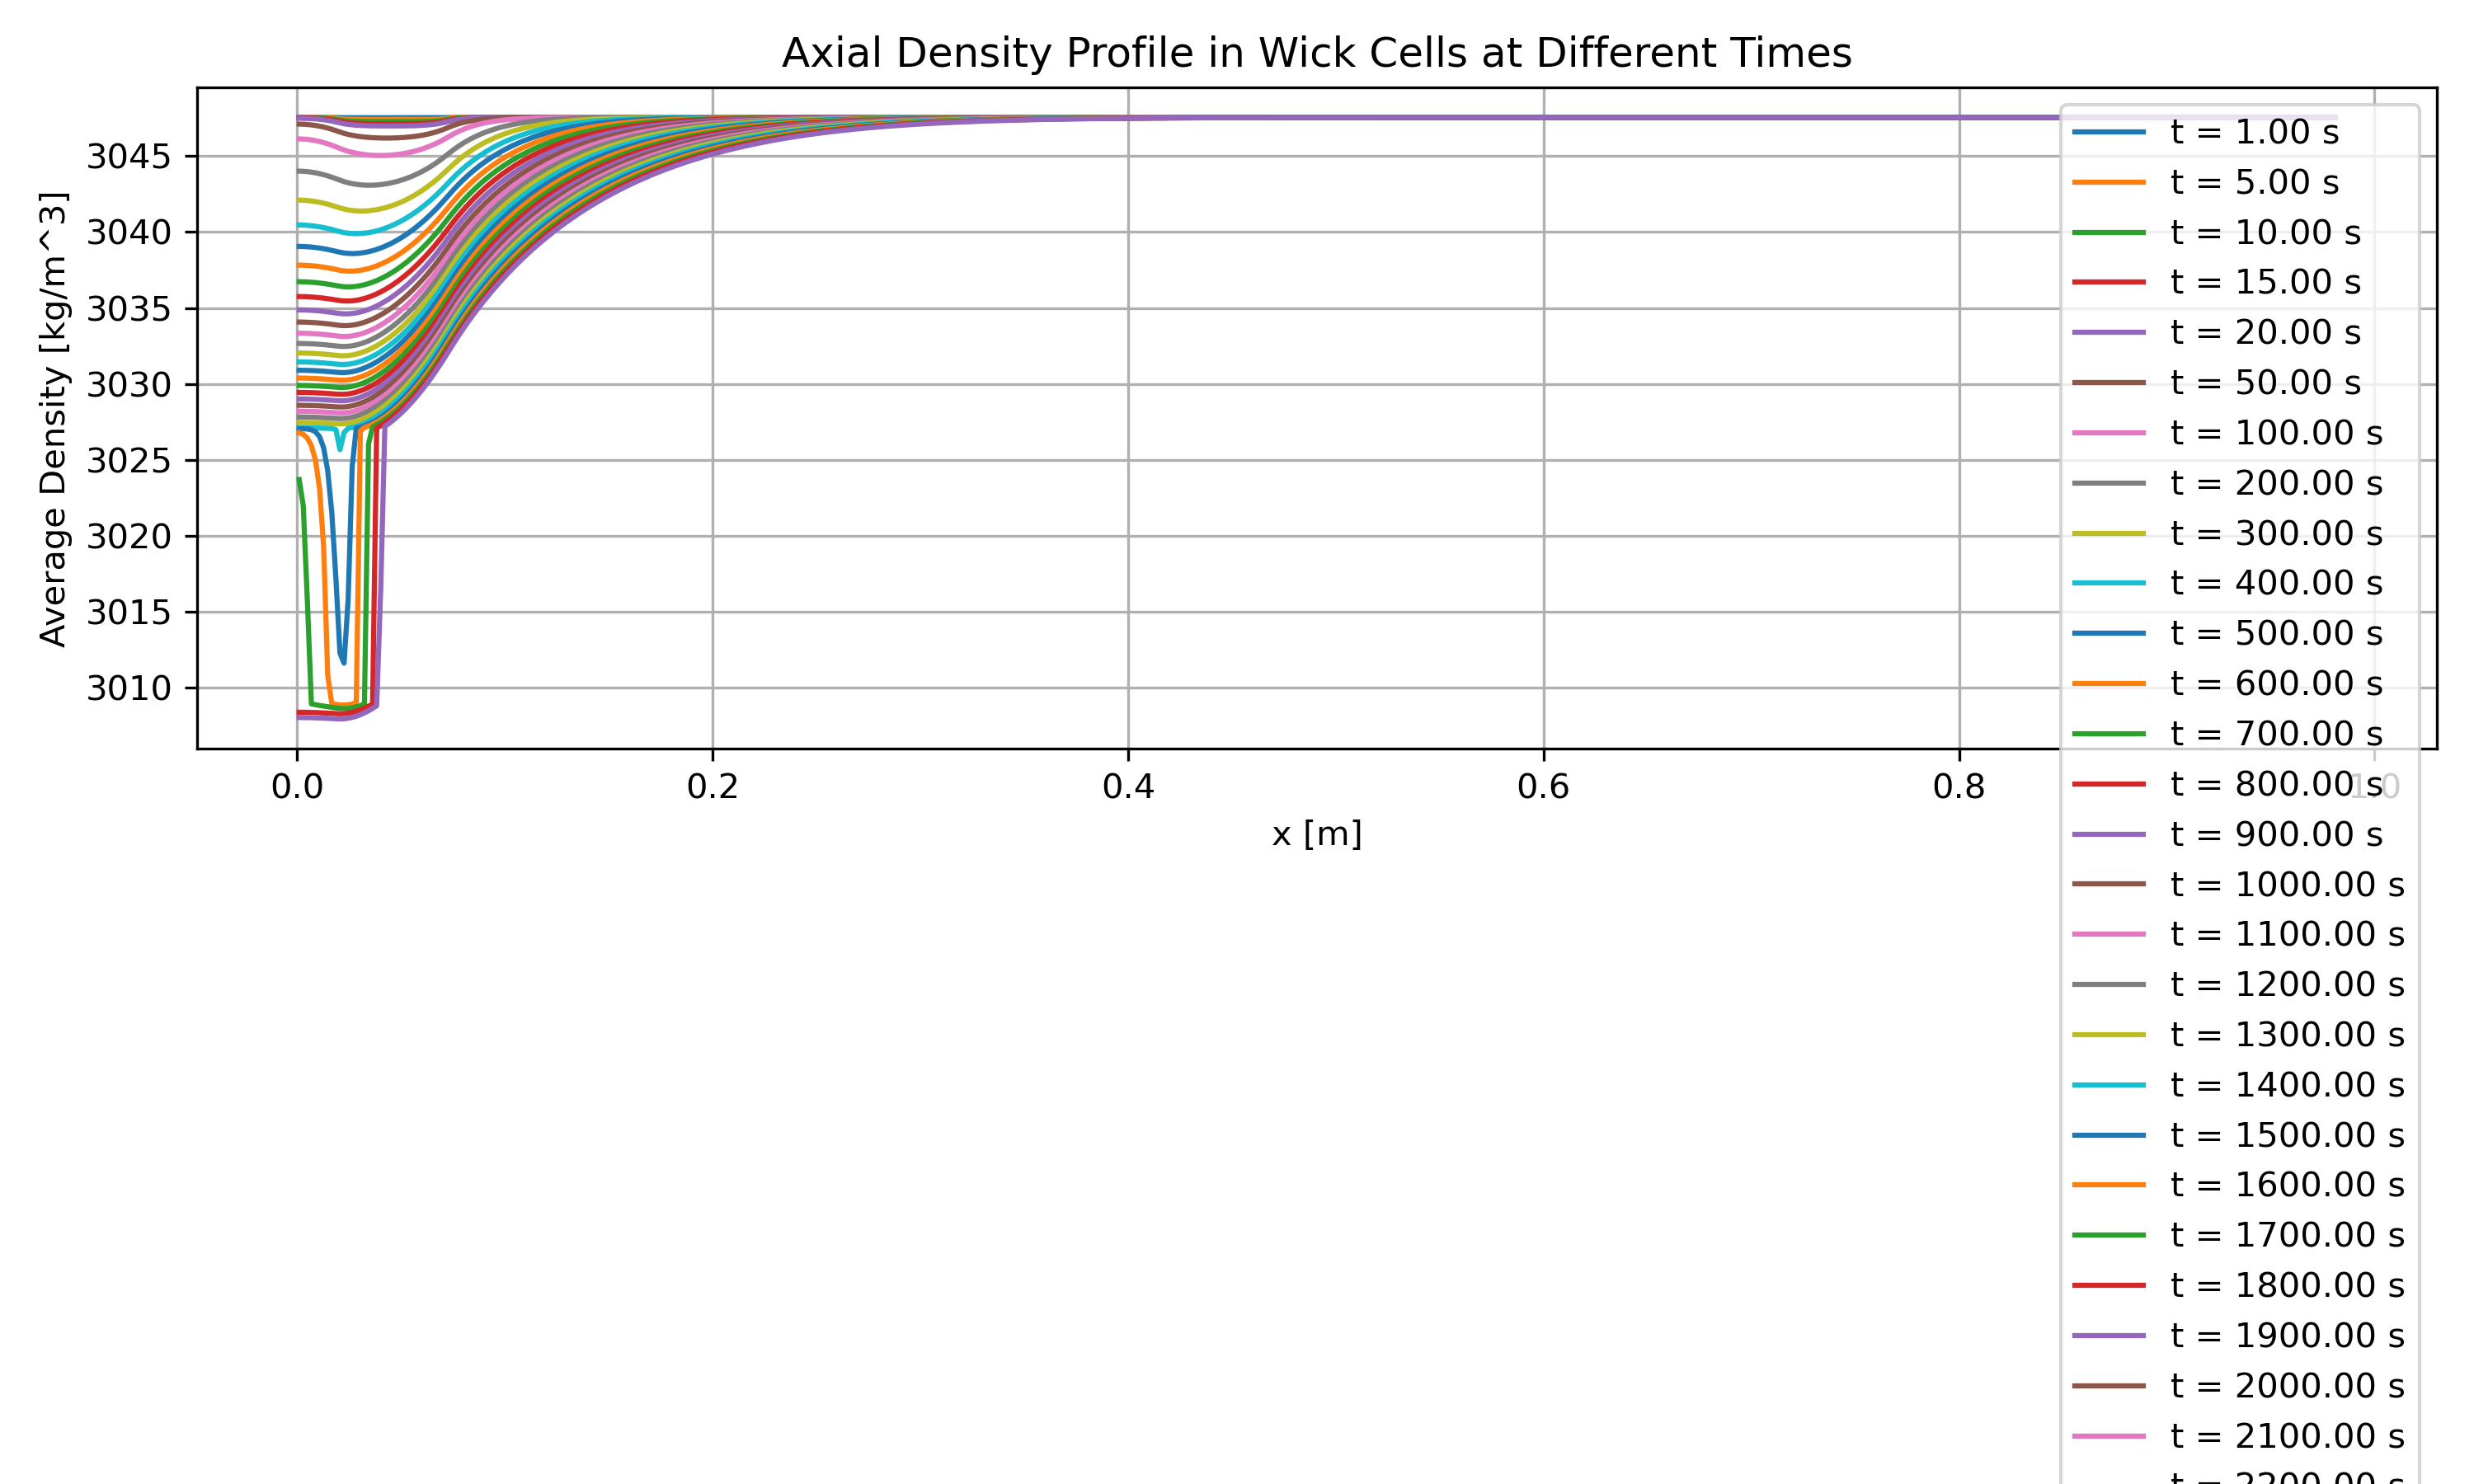 Axial Density Profile in Wick Cells at Different Times
Average Density [kg/m^3]
3045
3040
3035
3030
3025
3020
3015
3010
0.0
0.2
0.4
0.6
0.8
1.0
x [m]
t = 1.00 s
t = 5.00 s
t = 10.00 s
t = 15.00 s
t = 20.00 s
t = 50.00 s
t = 100.00 s
t = 200.00 s
t = 300.00 s
t = 400.00 s
t = 500.00 s
t = 600.00 s
t = 700.00 s
t = 800.00 s
t = 900.00 s
t = 1000.00 s
t = 1100.00 s
t = 1200.00 s
t = 1300.00 s
t = 1400.00 s
t = 1500.00 s
t = 1600.00 s
t = 1700.00 s
t = 1800.00 s
t = 1900.00 s
t = 2000.00 s
t = 2100.00 s
t = 2200.00 s